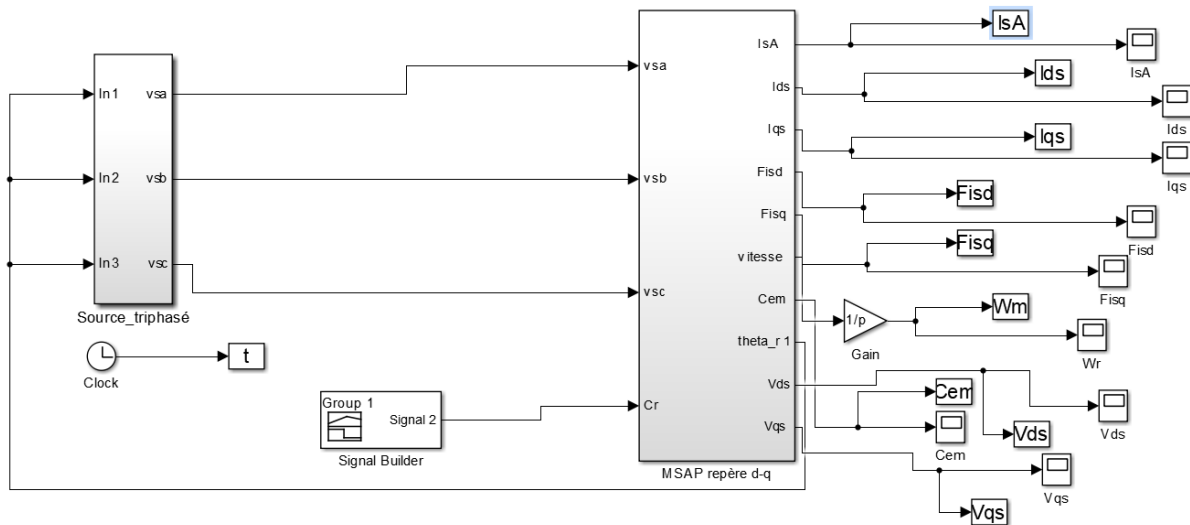 In1
In2
In3
vsa
vsb
vsc
Source_triphasé
Clock
t
Group 1
Signal 2
Signal Builder
vsa
vsb
vsc
Cr
IsA
Ids
Iqs
Fisd
Fisq
vitesse
Cem
theta_r 1
Vds
Vqs
MSAP repère d-q
IsA
IsA
Ids
Ids
Iqs
Iqs
Fisd
Fisd
Fisq
Fisq
1/p
Gain
Wm
Wr
Cem
Cem
Vds
Vds
Vqs
Vqs